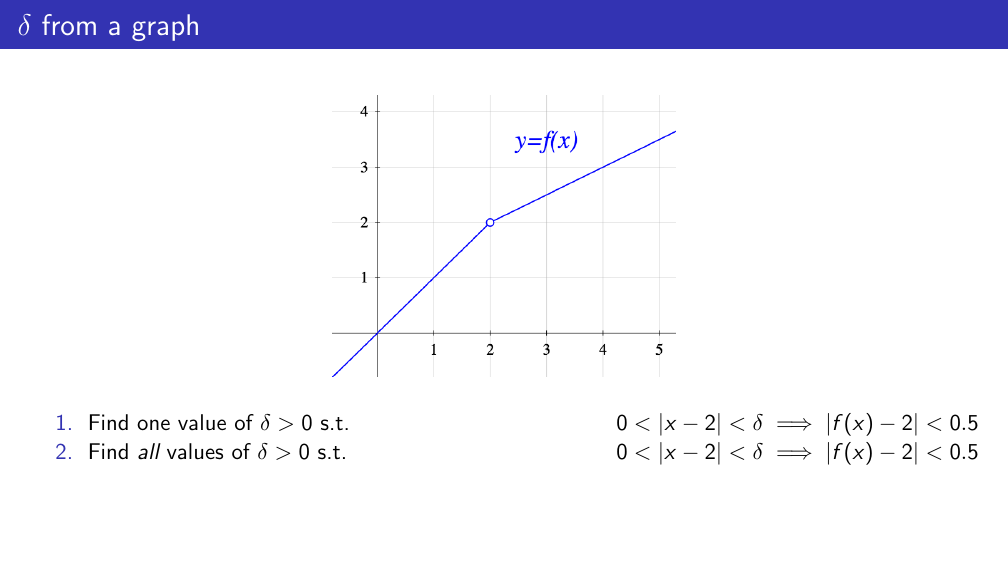 δ from a graph
4
y=f(x)
3
2
1
1 2 3 4 5
1. Find one value of δ > 0 s.t. 0 < |x − 2| < δ ⟹ |f(x) − 2| < 0.5
2. Find all values of δ > 0 s.t. 0 < |x − 2| < δ ⟹ |f(x) − 2| < 0.5